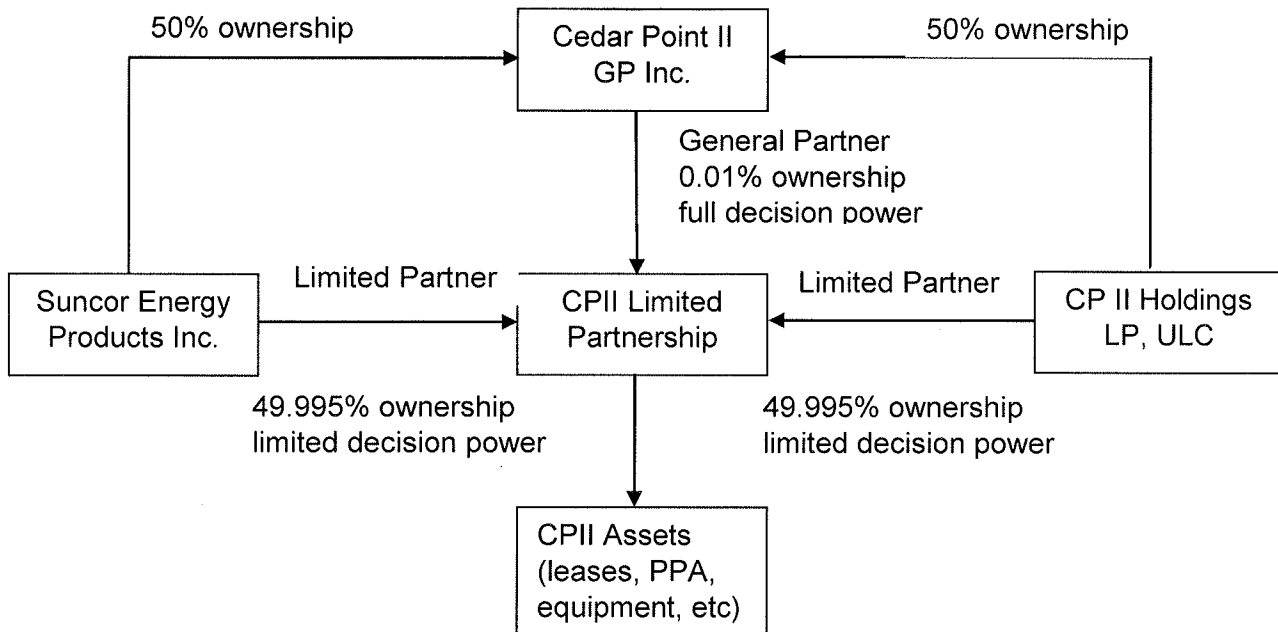 50% ownership
Cedar Point II
GP Inc.
50% ownership
General Partner
0.01% ownership
full decision power
Limited Partner
Limited Partner
Suncor Energy
Products Inc.
CPII Limited
Partnership
CP II Holdings
LP, ULC
49.995% ownership
limited decision power
49.995% ownership
limited decision power
CPII Assets
(leases, PPA,
equipment, etc)